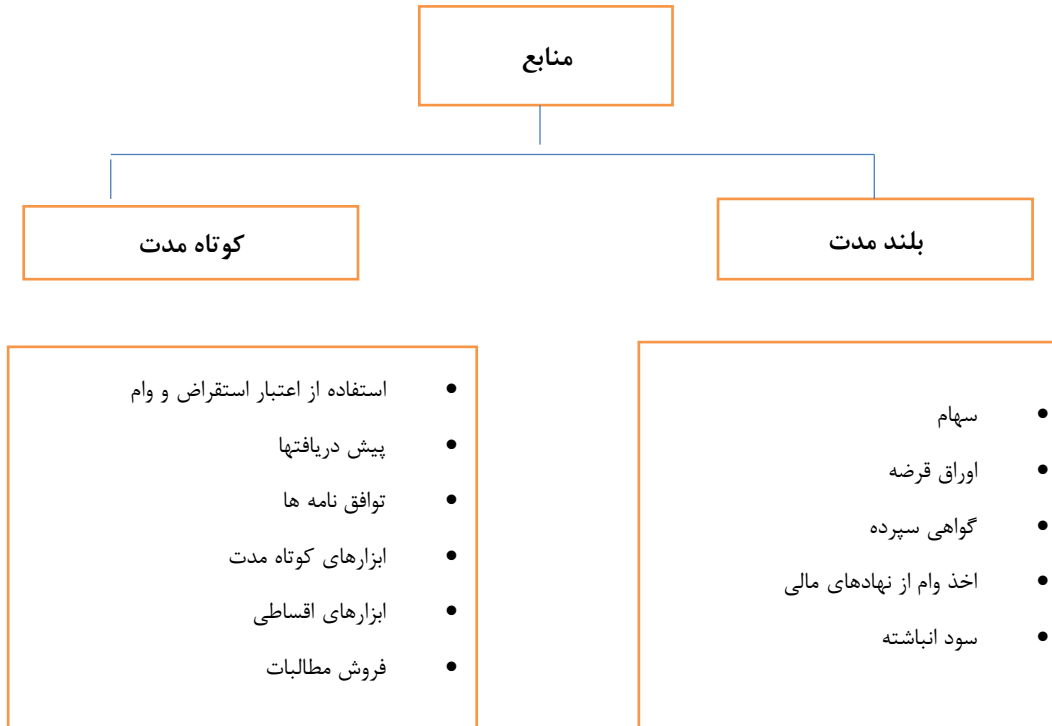 منابع
بلند مدت
کوتاه مدت
• سهام
• اوراق قرضه
• گواهی سپرده
• اخذ وام از نهادهای مالی
• سود انباشته
• استفاده از اعتبار استقراض و وام
• پیش دریافتها
• توافق نامه ها
• ابزارهای کوتاه مدت
• ابزارهای اقساطی
• فروش مطالبات